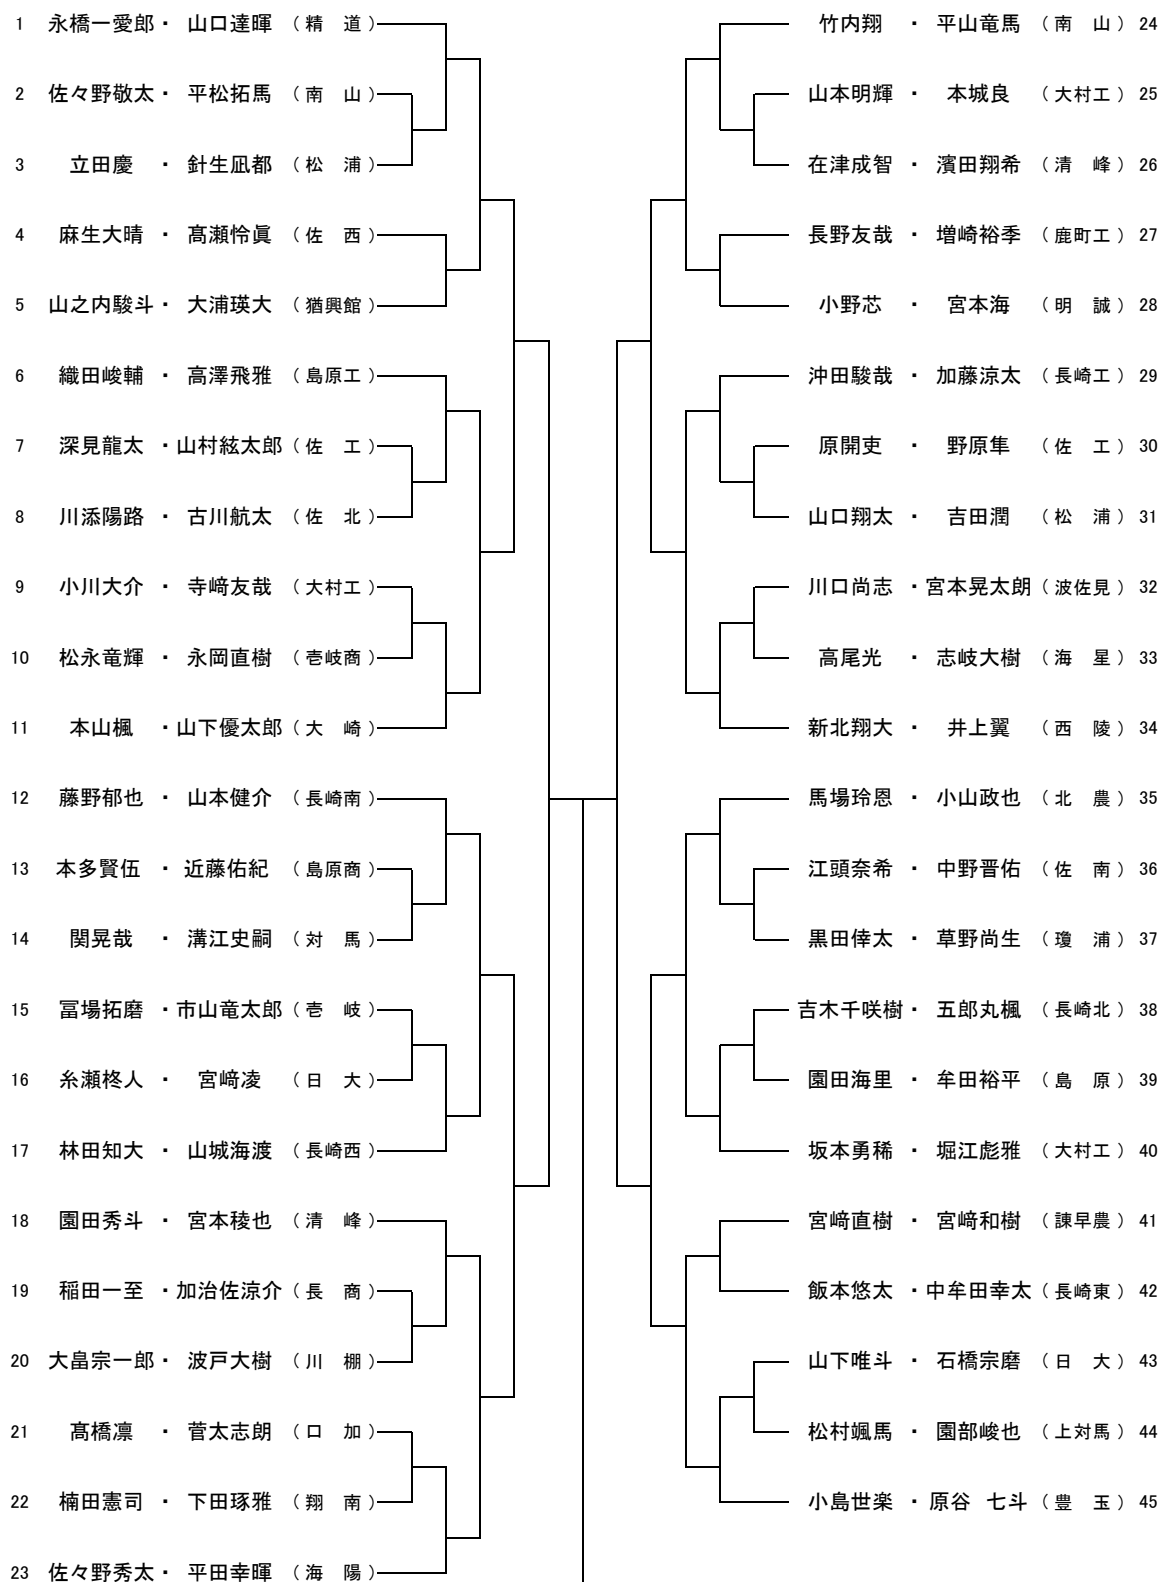 1 永橋一愛郎・ 山口達暉 （ 精　道 ）
2 佐々野敬太・ 平松拓馬 （ 南　山 ）
3 立田慶 ・ 針生凪都 （ 松　浦 ）
4 麻生大晴 ・ 髙瀬怜眞 （ 佐　西 ）
5 山之内駿斗・ 大浦瑛大 （ 猶興館 ）
6 織田峻輔 ・ 高澤飛雅 （ 島原工 ）
7 深見龍太 ・ 山村絃太郎 （ 佐　工 ）
8 川添陽路 ・ 古川航太 （ 佐　北 ）
9 小川大介 ・ 寺﨑友哉 （ 大村工 ）
10 松永竜輝 ・ 永岡直樹 （ 壱岐商 ）
11 本山楓 ・ 山下優太郎 （ 大　崎 ）
12 藤野郁也 ・ 山本健介 （ 長崎南 ）
13 本多賢伍 ・ 近藤佑紀 （ 島原商 ）
14 関晃哉 ・ 溝江史嗣 （ 対　馬 ）
15 冨場拓磨 ・ 市山竜太郎 （ 壱　岐 ）
16 糸瀬柊人 ・ 宮﨑凌 （ 日　大 ）
17 林田知大 ・ 山城海渡 （ 長崎西 ）
18 園田秀斗 ・ 宮本稜也 （ 清　峰 ）
19 稲田一至 ・ 加治佐涼介 （ 長　商 ）
20 大畠宗一郎・ 波戸大樹 （ 川　棚 ）
21 髙橋凛 ・ 菅太志朗 （ 口　加 ）
22 楠田憲司 ・ 下田琢雅 （ 翔　南 ）
23 佐々野秀太・ 平田幸暉 （ 海　陽 ）
竹内翔 ・ 平山竜馬 （ 南　山 ） 24
山本明輝 ・ 本城良 （ 大村工 ） 25
在津成智 ・ 濱田翔希 （ 清　峰 ） 26
長野友哉 ・ 増崎裕季 （ 鹿町工 ） 27
小野芯 ・ 宮本海 （ 明　誠 ） 28
沖田駿哉 ・ 加藤涼太 （ 長崎工 ） 29
原開吏 ・ 野原隼 （ 佐　工 ） 30
山口翔太 ・ 吉田潤 （ 松　浦 ） 31
川口尚志 ・ 宮本晃太朗 （ 波佐見 ） 32
高尾光 ・ 志岐大樹 （ 海　星 ） 33
新北翔大 ・ 井上翼 （ 西　陵 ） 34
馬場玲恩 ・ 小山政也 （ 北　農 ） 35
江頭奈希 ・ 中野晋佑 （ 佐　南 ） 36
黒田倖太 ・ 草野尚生 （ 瓊　浦 ） 37
吉木千咲樹・ 五郎丸楓 （ 長崎北 ） 38
園田海里 ・ 牟田裕平 （ 島　原 ） 39
坂本勇稀 ・ 堀江彪雅 （ 大村工 ） 40
宮﨑直樹 ・ 宮﨑和樹 （ 諫早農 ） 41
飯本悠太 ・ 中牟田幸太 （ 長崎東 ） 42
山下唯斗 ・ 石橋宗磨 （ 日　大 ） 43
松村颯馬 ・ 園部峻也 （ 上対馬 ） 44
小島世楽 ・ 原谷 七斗 （ 豊　玉 ） 45